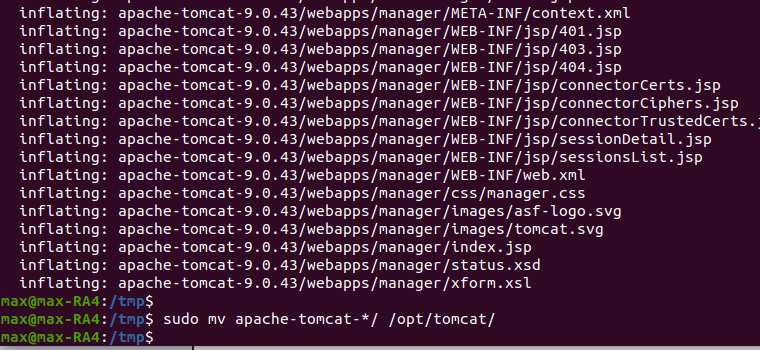 inflating: apache-tomcat-9.0.43/webapps/manager/META-INF/context.xml
inflating: apache-tomcat-9.0.43/webapps/manager/WEB-INF/jsp/401.jsp
inflating: apache-tomcat-9.0.43/webapps/manager/WEB-INF/jsp/403.jsp
inflating: apache-tomcat-9.0.43/webapps/manager/WEB-INF/jsp/404.jsp
inflating: apache-tomcat-9.0.43/webapps/manager/WEB-INF/jsp/connectorCerts.jsp
inflating: apache-tomcat-9.0.43/webapps/manager/WEB-INF/jsp/connectorCiphers.jsp
inflating: apache-tomcat-9.0.43/webapps/manager/WEB-INF/jsp/connectorTrustedCerts.j
inflating: apache-tomcat-9.0.43/webapps/manager/WEB-INF/jsp/sessionDetail.jsp
inflating: apache-tomcat-9.0.43/webapps/manager/WEB-INF/jsp/sessionsList.jsp
inflating: apache-tomcat-9.0.43/webapps/manager/WEB-INF/web.xml
inflating: apache-tomcat-9.0.43/webapps/manager/css/manager.css
inflating: apache-tomcat-9.0.43/webapps/manager/images/asf-logo.svg
inflating: apache-tomcat-9.0.43/webapps/manager/images/tomcat.svg
inflating: apache-tomcat-9.0.43/webapps/manager/index.jsp
inflating: apache-tomcat-9.0.43/webapps/manager/status.xsd
inflating: apache-tomcat-9.0.43/webapps/manager/xform.xsl
max@max-RA4:/tmp$
max@max-RA4:/tmp$ sudo mv apache-tomcat-*/ /opt/tomcat/
max@max-RA4:/tmp$